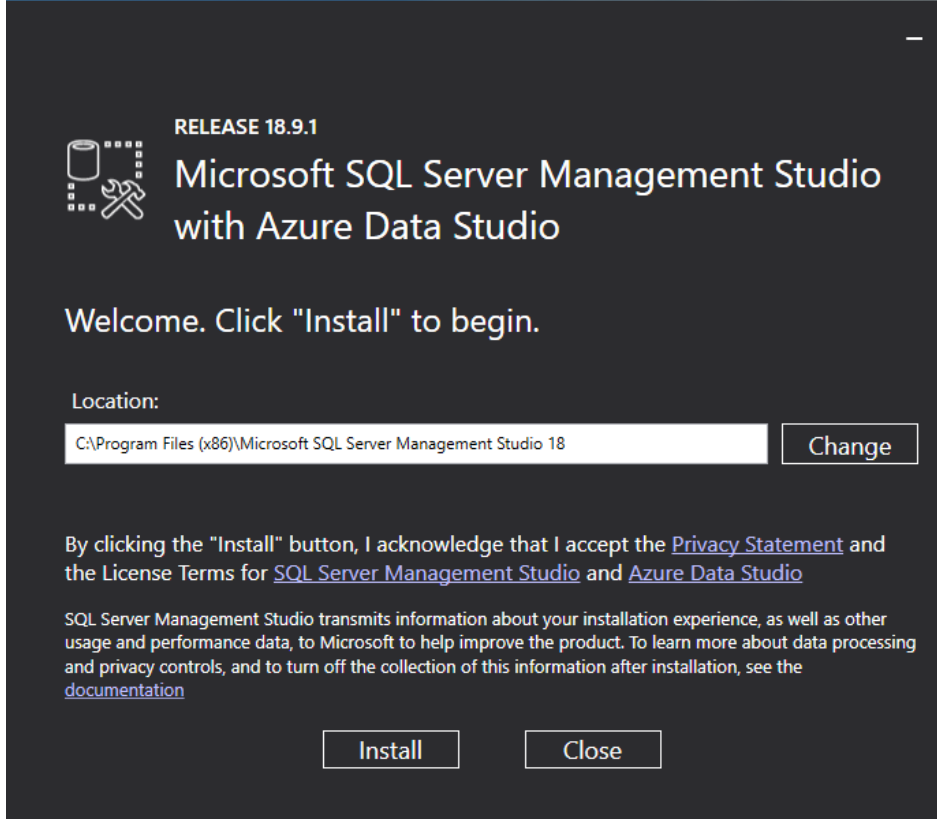 RELEASE 18.9.1
Microsoft SQL Server Management Studio
with Azure Data Studio
Welcome. Click "Install" to begin.
Location:
C:\Program Files (x86)\Microsoft SQL Server Management Studio 18
Change
By clicking the "Install" button, I acknowledge that I accept the Privacy Statement and
the License Terms for SQL Server Management Studio and Azure Data Studio
SQL Server Management Studio transmits information about your installation experience, as well as other
usage and performance data, to Microsoft to help improve the product. To learn more about data processing
and privacy controls, and to turn off the collection of this information after installation, see the
documentation
Install
Close